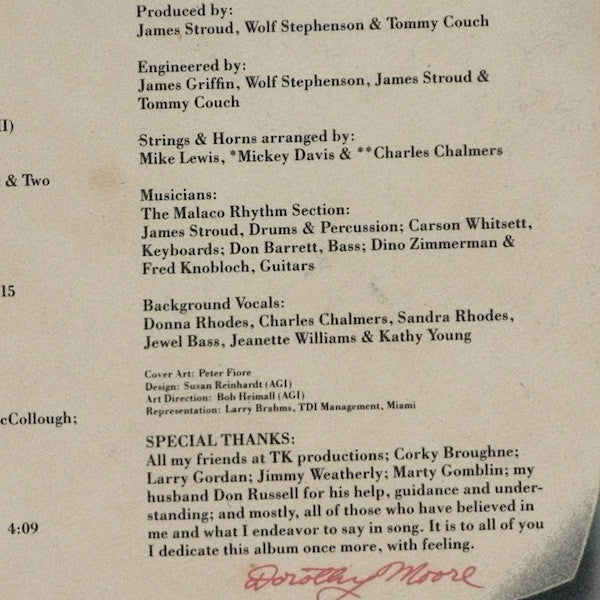 Produced by:
James Stroud, Wolf Stephenson & Tommy Couch
Engineered by:
James Griffin, Wolf Stephenson, James Stroud &
Tommy Couch
II)
Strings & Horns arranged by:
Mike Lewis, *Mickey Davis & **Charles Chalmers
& Two
Musicians:
The Malaco Rhythm Section:
James Stroud, Drums & Percussion; Carson Whitsett,
Keyboards; Don Barrett, Bass; Dino Zimmerman &
Fred Knobloch, Guitars
15
Background Vocals:
Donna Rhodes, Charles Chalmers, Sandra Rhodes,
Jewel Bass, Jeanette Williams & Kathy Young
Cover Art: Peter Fiore
Design: Susan Reinhardt (AGI)
Art Direction: Bob Heimall (AGI)
Representation: Larry Brahms, TDI Management, Miami
cCollough;
SPECIAL THANKS:
All my friends at TK productions; Corky Broughne;
Larry Gordan; Jimmy Weatherly; Marty Gomblin; my
husband Don Russell for his help, guidance and under-
standing; and mostly, all of those who have believed in
me and what I endeavor to say in song. It is to all of you
I dedicate this album once more, with feeling.
4:09
Dorothy Moore